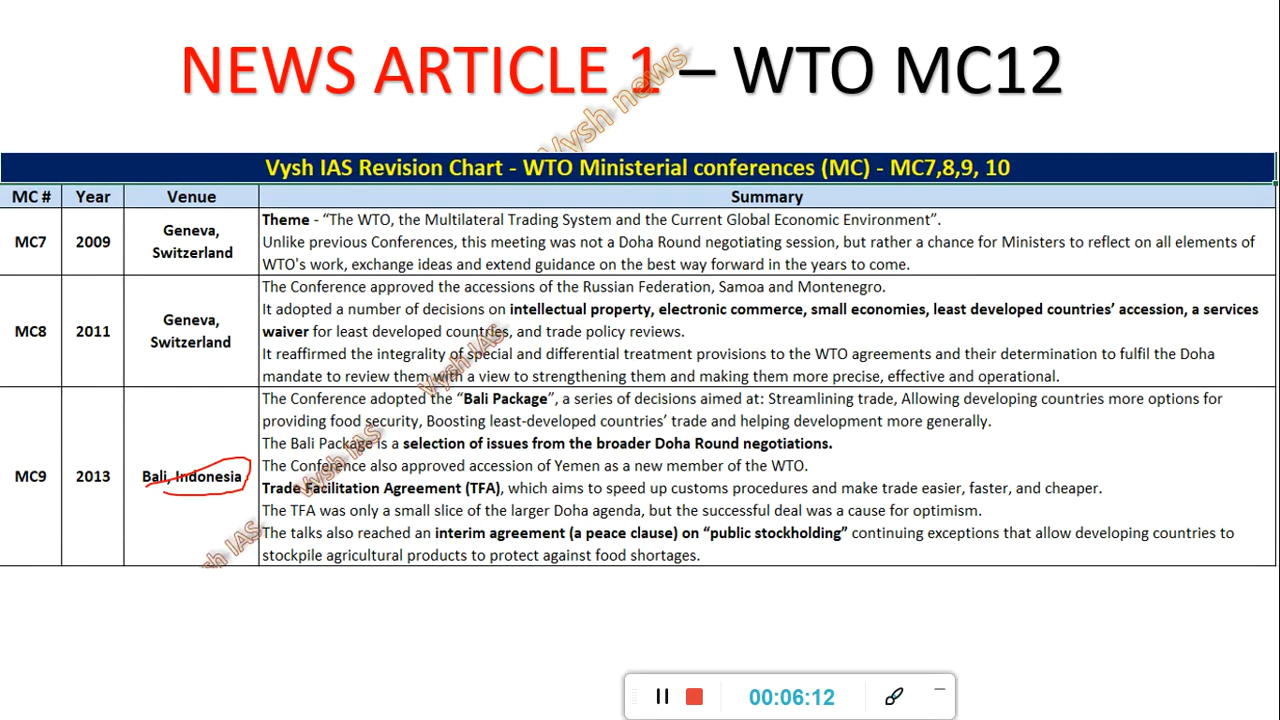 NEWS ARTICLE 1 – WTO MC12
Vysh news
Vysh IAS Revision Chart - WTO Ministerial conferences (MC) - MC7,8,9, 10
MC # Year Venue Summary
MC7 2009 Geneva, Switzerland
Theme - “The WTO, the Multilateral Trading System and the Current Global Economic Environment”.
Unlike previous Conferences, this meeting was not a Doha Round negotiating session, but rather a chance for Ministers to reflect on all elements of
WTO's work, exchange ideas and extend guidance on the best way forward in the years to come.
MC8 2011 Geneva, Switzerland
The Conference approved the accessions of the Russian Federation, Samoa and Montenegro.
It adopted a number of decisions on intellectual property, electronic commerce, small economies, least developed countries’ accession, a services
waiver for least developed countries, and trade policy reviews.
It reaffirmed the integrality of special and differential treatment provisions to the WTO agreements and their determination to fulfil the Doha
mandate to review them with a view to strengthening them and making them more precise, effective and operational.
Vysh IAS
MC9 2013 Bali, Indonesia
The Conference adopted the “Bali Package”, a series of decisions aimed at: Streamlining trade, Allowing developing countries more options for
providing food security, Boosting least-developed countries’ trade and helping development more generally.
The Bali Package is a selection of issues from the broader Doha Round negotiations.
The Conference also approved accession of Yemen as a new member of the WTO.
Trade Facilitation Agreement (TFA), which aims to speed up customs procedures and make trade easier, faster, and cheaper.
The TFA was only a small slice of the larger Doha agenda, but the successful deal was a cause for optimism.
The talks also reached an interim agreement (a peace clause) on “public stockholding” continuing exceptions that allow developing countries to
stockpile agricultural products to protect against food shortages.
Vysh IAS
ysh IAS
00:06:12